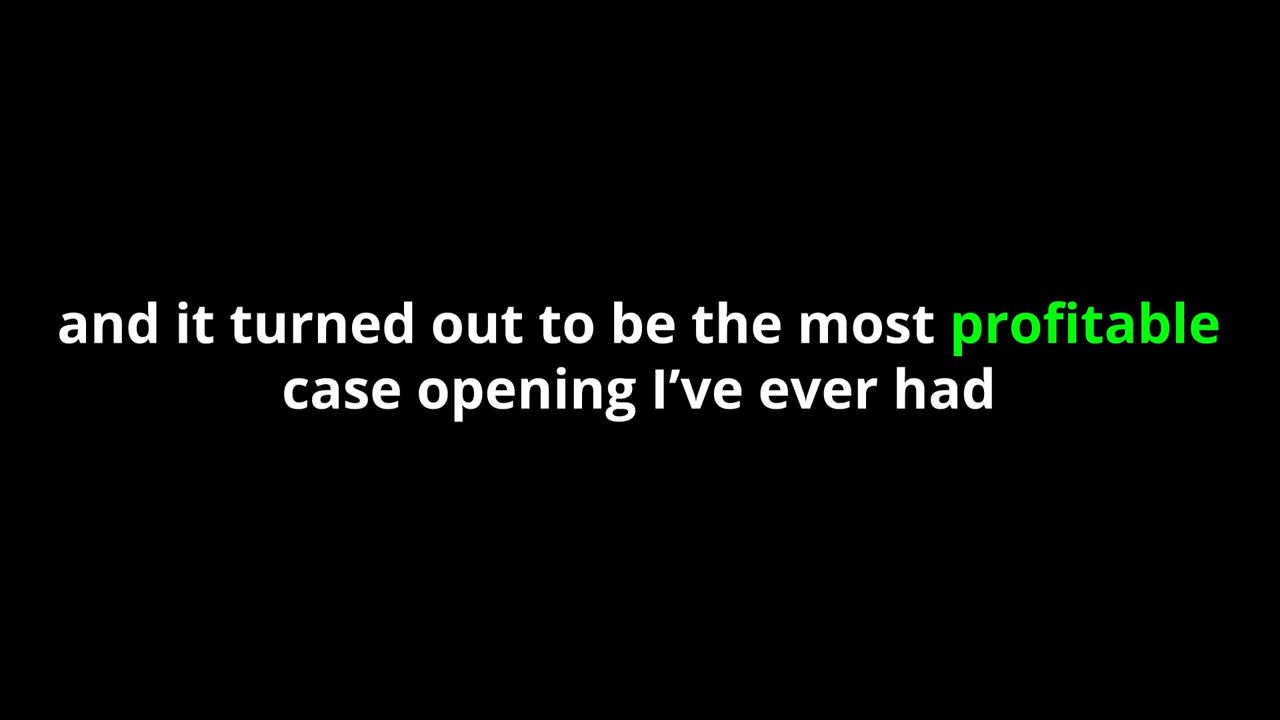 and it turned out to be the most profitable
case opening I’ve ever had